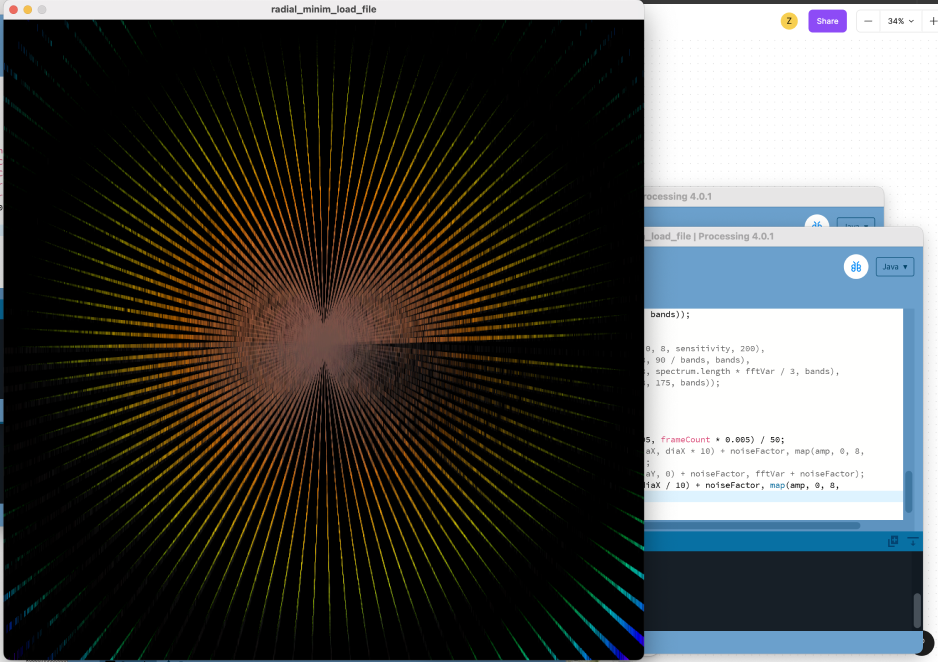 radial_minim_load_file
Z
Share
34%
rocessing 4.0.1
_load_file | Processing 4.0.1
Java
bands));
0, 8, sensitivity, 200),
, 90 / bands, bands),
, spectrum.length * fftVar / 3, bands),
, 175, bands));
05, frameCount * 0.005) / 50;
aX, diaX * 10) + noiseFactor, map(amp, 0, 8,
;
aY, 0) + noiseFactor, fftVar + noiseFactor);
diaX / 10) + noiseFactor, map(amp, 0, 8,